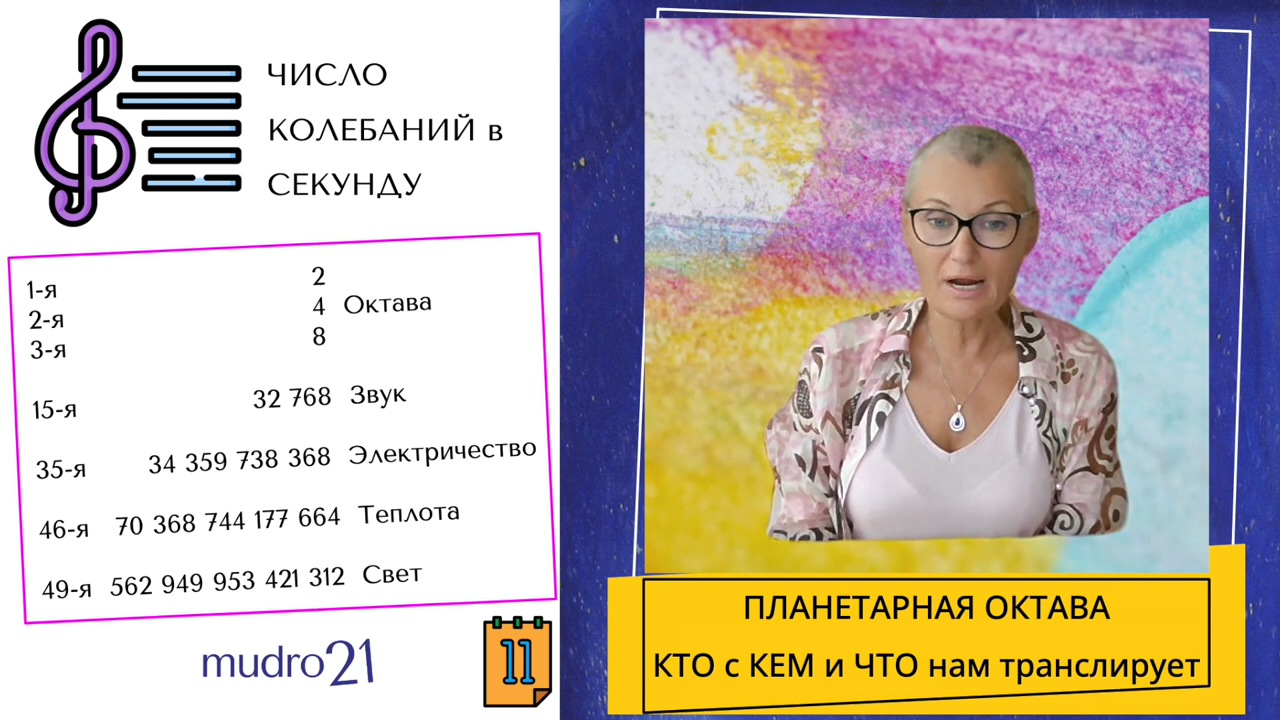 ЧИСЛО
КОЛЕБАНИЙ в
СЕКУНДУ
1-я 2
2-я 4 Октава
3-я 8
15-я 32 768 Звук
35-я 34 359 738 368 Электричество
46-я 70 368 744 177 664 Теплота
49-я 562 949 953 421 312 Свет
mudro21
11
ПЛАНЕТАРНАЯ ОКТАВА
КТО с КЕМ и ЧТО нам транслирует